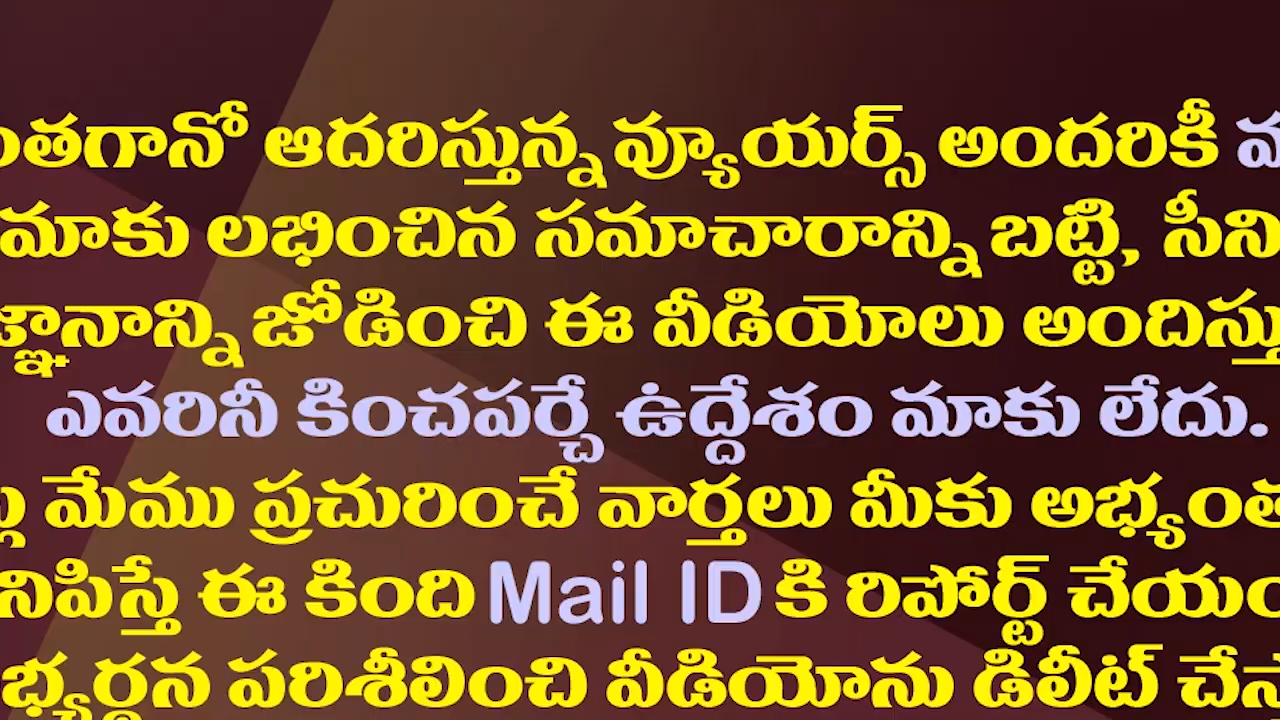 ఆదరిస్తున్న వ్యూయర్స్ అందరికీ
మాకు లభించిన సమాచారాన్ని బట్టి,
జోడించి ఈ వీడియోలు
ఎవరినీ కించపర్చే ఉద్దేశం మాకు లేదు.
మేము ప్రచురించే వార్తలు మీకు
ఈ కింది Mail ID కి రిపోర్ట్
పరిశీలించి వీడియోను డిలీట్